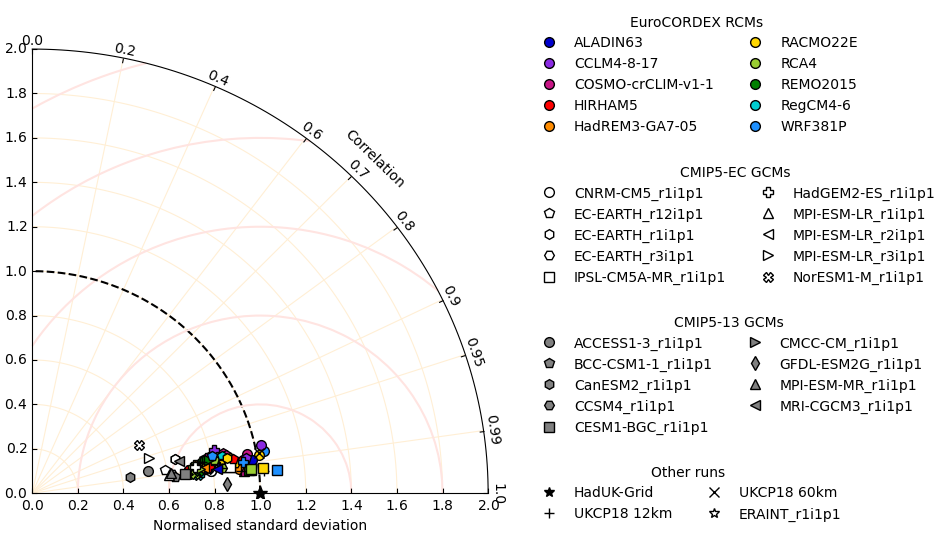 0.0
0.2
0.4
0.6
Correlation
0.7
0.8
0.9
0.95
0.99
1.0
2.0
1.8
1.6
1.4
1.2
1.0
0.8
0.6
0.4
0.2
0.0
0.0 0.2 0.4 0.6 0.8 1.0 1.2 1.4 1.6 1.8 2.0
Normalised standard deviation
EuroCORDEX RCMs
ALADIN63 RACMO22E
CCLM4-8-17 RCA4
COSMO-crCLIM-v1-1 REMO2015
HIRHAM5 RegCM4-6
HadREM3-GA7-05 WRF381P
CMIP5-EC GCMs
CNRM-CM5_r1i1p1 HadGEM2-ES_r1i1p1
EC-EARTH_r12i1p1 MPI-ESM-LR_r1i1p1
EC-EARTH_r1i1p1 MPI-ESM-LR_r2i1p1
EC-EARTH_r3i1p1 MPI-ESM-LR_r3i1p1
IPSL-CM5A-MR_r1i1p1 NorESM1-M_r1i1p1
CMIP5-13 GCMs
ACCESS1-3_r1i1p1 CMCC-CM_r1i1p1
BCC-CSM1-1_r1i1p1 GFDL-ESM2G_r1i1p1
CanESM2_r1i1p1 MPI-ESM-MR_r1i1p1
CCSM4_r1i1p1 MRI-CGCM3_r1i1p1
CESM1-BGC_r1i1p1
Other runs
HadUK-Grid UKCP18 60km
UKCP18 12km ERAINT_r1i1p1